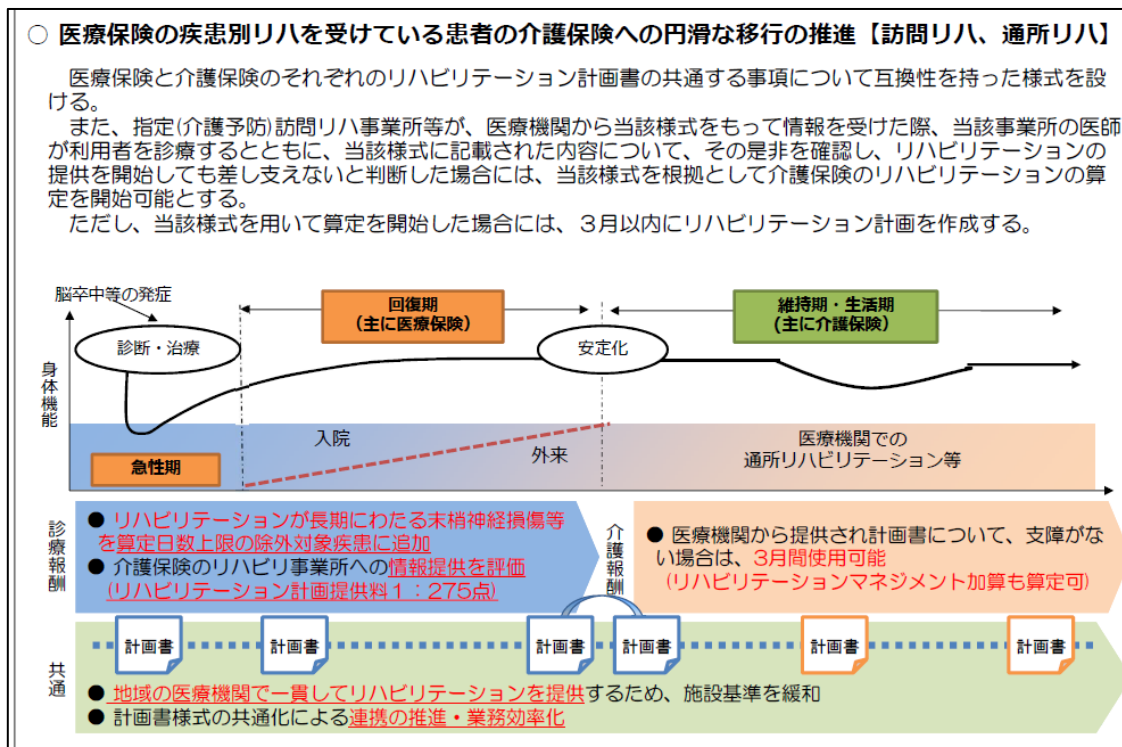 ○ 医療保険の疾患別リハを受けている患者の介護保険への円滑な移行の推進【訪問リハ、通所リハ】
医療保険と介護保険のそれぞれのリハビリテーション計画書の共通する事項について互換性を持った様式を設
ける。
また、指定(介護予防)訪問リハ事業所等が、医療機関から当該様式をもって情報を受けた際、当該事業所の医師
が利用者を診療するとともに、当該様式に記載された内容について、その是非を確認し、リハビリテーションの
提供を開始しても差し支えないと判断した場合には、当該様式を根拠として介護保険のリハビリテーションの算
定を開始可能とする。
ただし、当該様式を用いて算定を開始した場合には、3月以内にリハビリテーション計画を作成する。
脳卒中等の発症
回復期
(主に医療保険)
維持期・生活期
(主に介護保険)
診断・治療
安定化
身体機能
入院
外来
医療機関での
通所リハビリテーション等
急性期
診療報酬
● リハビリテーションが長期にわたる末梢神経損傷等
を算定日数上限の除外対象疾患に追加
● 介護保険のリハビリ事業所への情報提供を評価
(リハビリテーション計画提供料1:275点)
介護報酬
● 医療機関から提供され計画書について、支障がな
い場合は、3月間使用可能
(リハビリテーションマネジメント加算も算定可)
計画書
計画書
計画書
計画書
計画書
計画書
共通
● 地域の医療機関で一貫してリハビリテーションを提供するため、施設基準を緩和
● 計画書様式の共通化による連携の推進・業務効率化